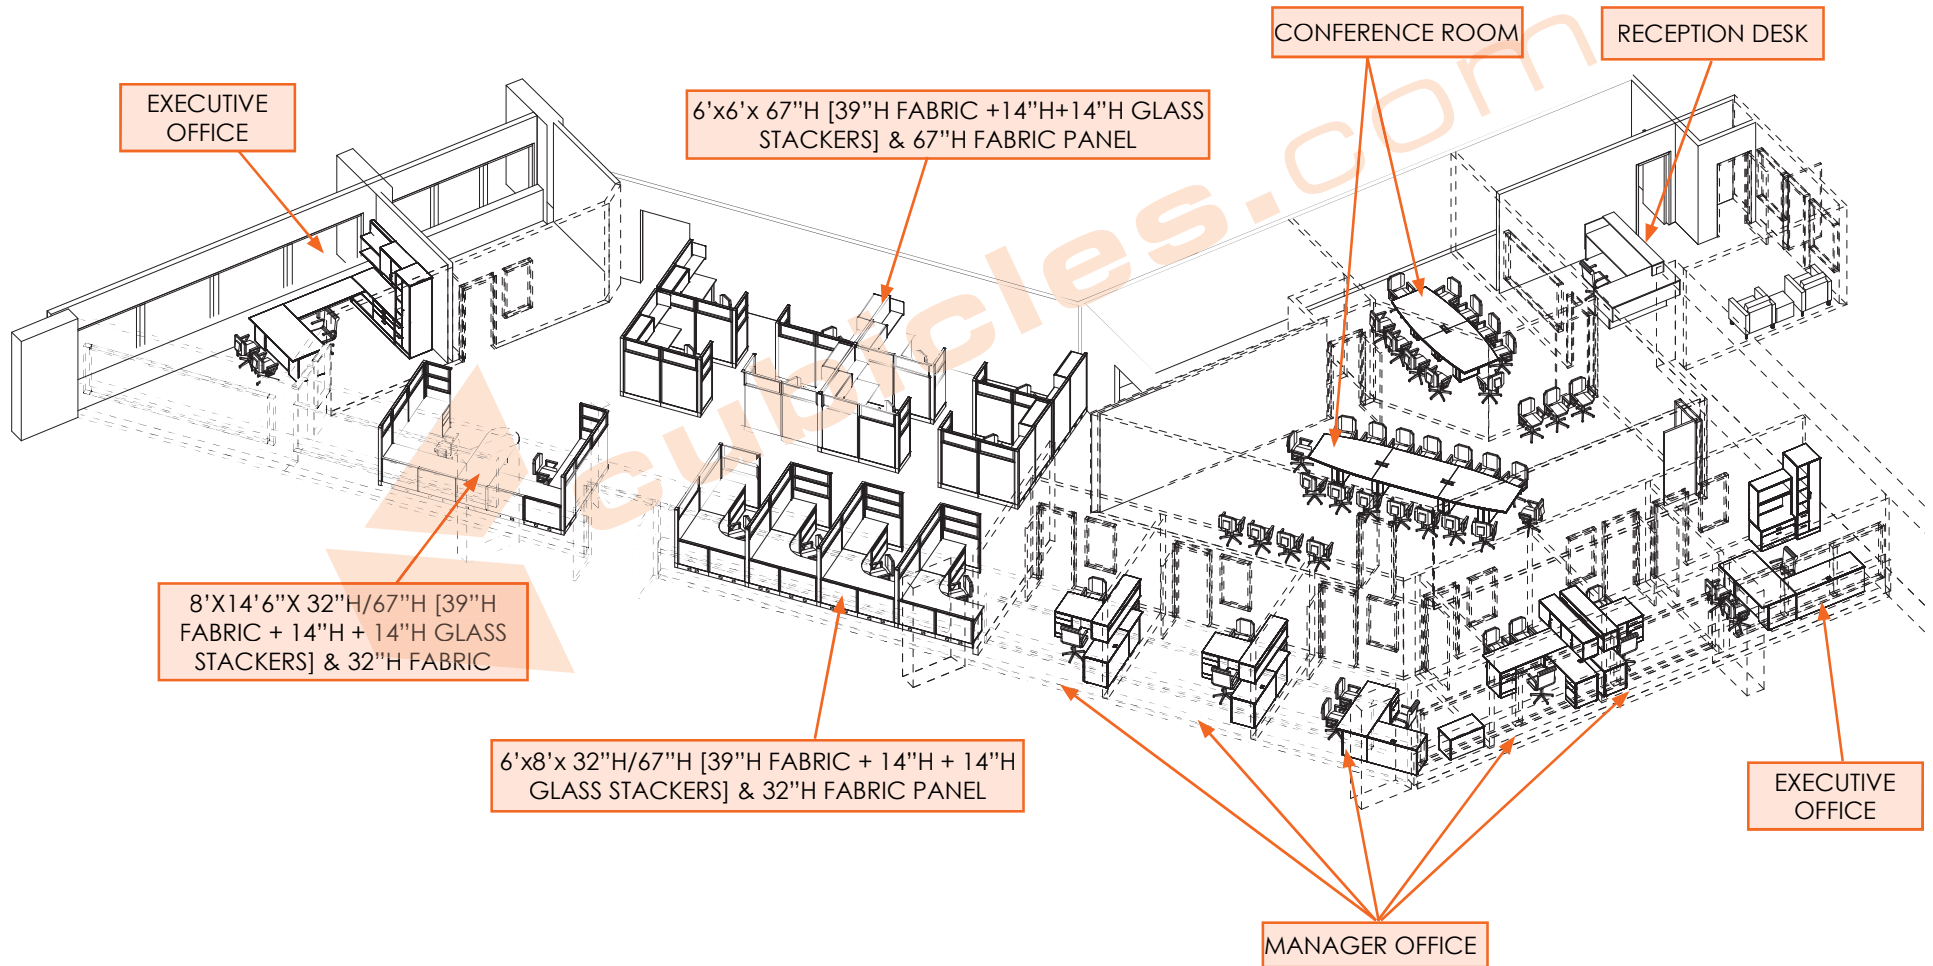 CONFERENCE ROOM
RECEPTION DESK
EXECUTIVE
OFFICE
6’x6’x 67”H [39”H FABRIC +14”H+14”H GLASS
STACKERS] & 67”H FABRIC PANEL
cubicles.com
8’X14’6”X 32”H/67”H [39”H
FABRIC + 14”H + 14”H GLASS
STACKERS] & 32”H FABRIC
6’x8’x 32”H/67”H [39”H FABRIC + 14”H + 14”H
GLASS STACKERS] & 32”H FABRIC PANEL
EXECUTIVE
OFFICE
MANAGER OFFICE